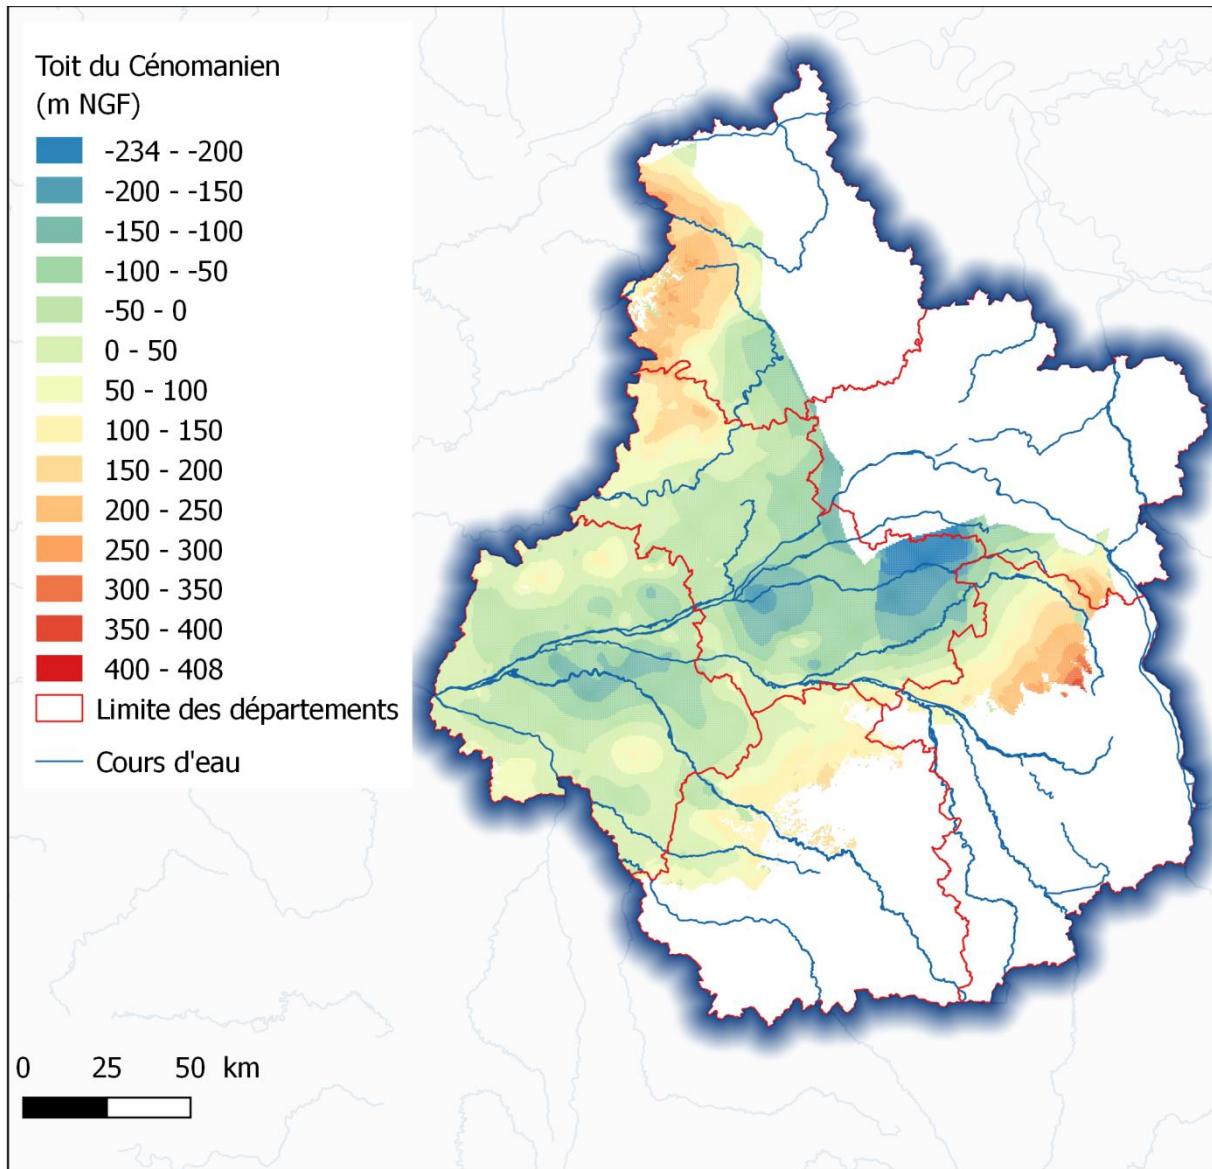 Toit du Cénomanien
(m NGF)
-234 - -200
-200 - -150
-150 - -100
-100 - -50
-50 - 0
0 - 50
50 - 100
100 - 150
150 - 200
200 - 250
250 - 300
300 - 350
350 - 400
400 - 408
Limite des départements
Cours d'eau
0 25 50 km